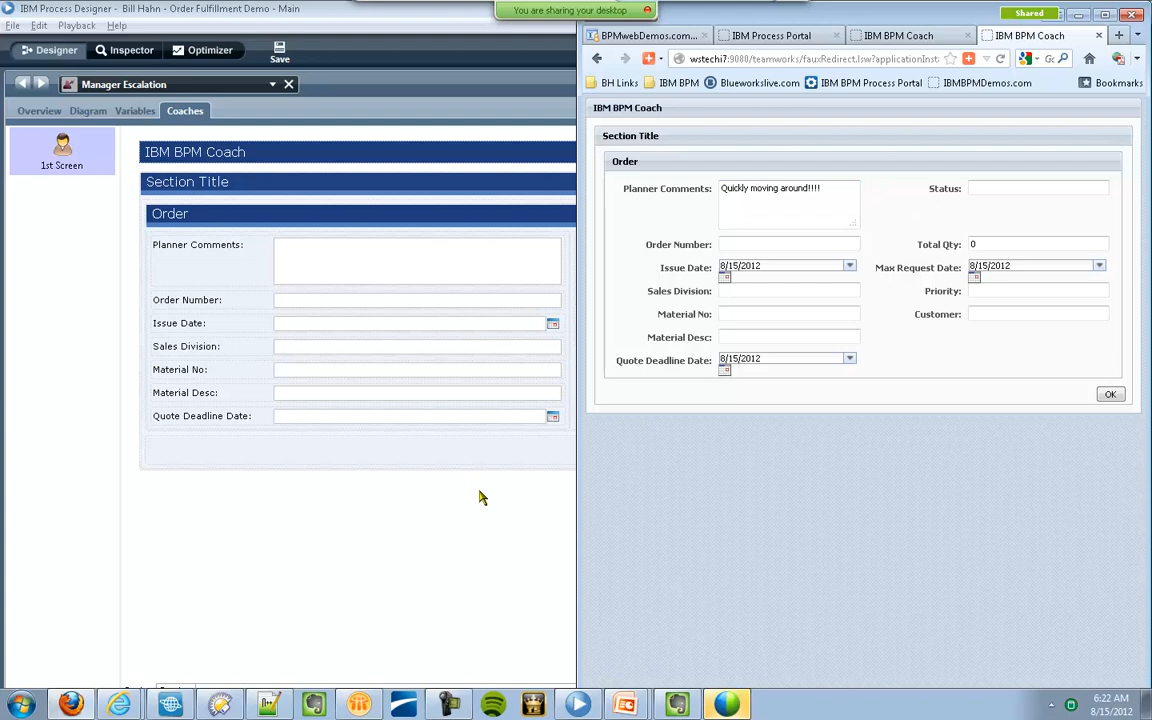 IBM Process Designer - Bill Hahn - Order Fulfillment Demo - Main
You are sharing your desktop
Shared
File Edit Playback Help
Designer Inspector Optimizer Save
BPMwebDemos.com... IBM Process Portal IBM BPM Coach IBM BPM Coach
Manager Escalation
wstechi7:9080/teamworks/fauxRedirect.lsw?applicationInst
BH Links IBM BPM Blueworkslive.com IBM BPM Process Portal IBMBPMDemos.com Bookmarks
Overview Diagram Variables Coaches
1st Screen
IBM BPM Coach
Section Title
Order
Planner Comments:
Order Number:
Issue Date:
Sales Division:
Material No:
Material Desc:
Quote Deadline Date:
IBM BPM Coach
Section Title
Order
Planner Comments: Quickly moving around!!!! Status:
Order Number: Total Qty: 0
Issue Date: 8/15/2012 Max Request Date: 8/15/2012
Sales Division: Priority:
Material No: Customer:
Material Desc:
Quote Deadline Date: 8/15/2012
OK
6:22 AM
8/15/2012